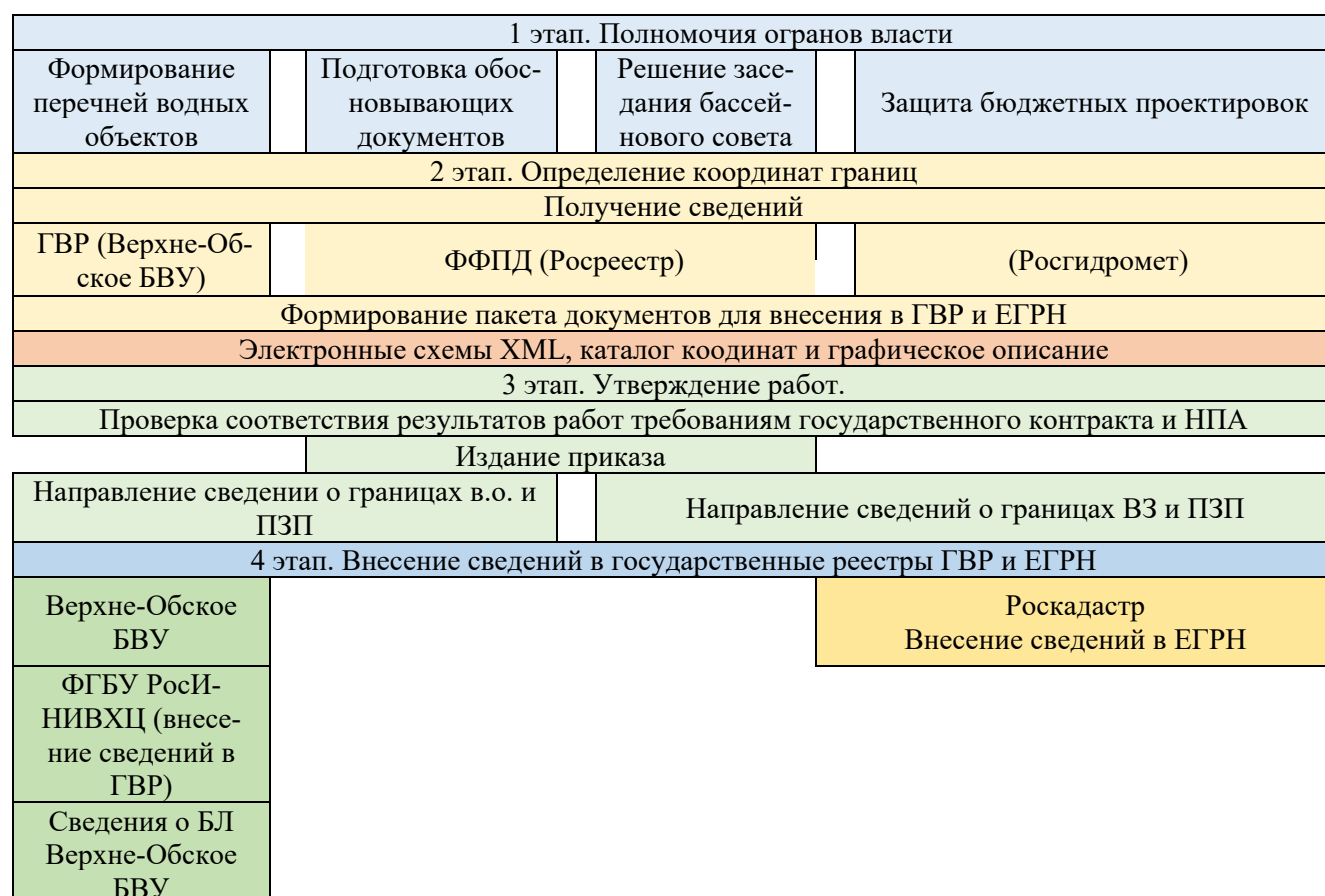 1 этап. Полномочия огранов власти
Формирование
перечней водных
объектов
Подготовка обос-
новывающих
документов
Решение засе-
дания бассей-
нового совета
Защита бюджетных проектировок
2 этап. Определение координат границ
Получение сведений
ГВР (Верхне-Об-
ское БВУ)
ФФПД (Росреестр)
(Росгидромет)
Формирование пакета документов для внесения в ГВР и ЕГРН
Электронные схемы XML, каталог коодинат и графическое описание
3 этап. Утверждение работ.
Проверка соответствия результатов работ требованиям государственного контракта и НПА
Издание приказа
Направление сведении о границах в.о. и
ПЗП
Направление сведений о границах ВЗ и ПЗП
4 этап. Внесение сведений в государственные реестры ГВР и ЕГРН
Верхне-Обское
БВУ
Роскадастр
Внесение сведений в ЕГРН
ФГБУ РосИ-
НИВХЦ (внесе-
ние сведений в
ГВР)
Сведения о БЛ
Верхне-Обское
БВУ